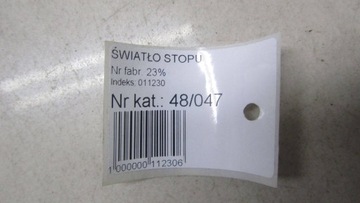 ŚWIATŁO STOPU
Nr fabr. 23%
Indeks: 011230
Nr kat.: 48/047
1 000000 112306